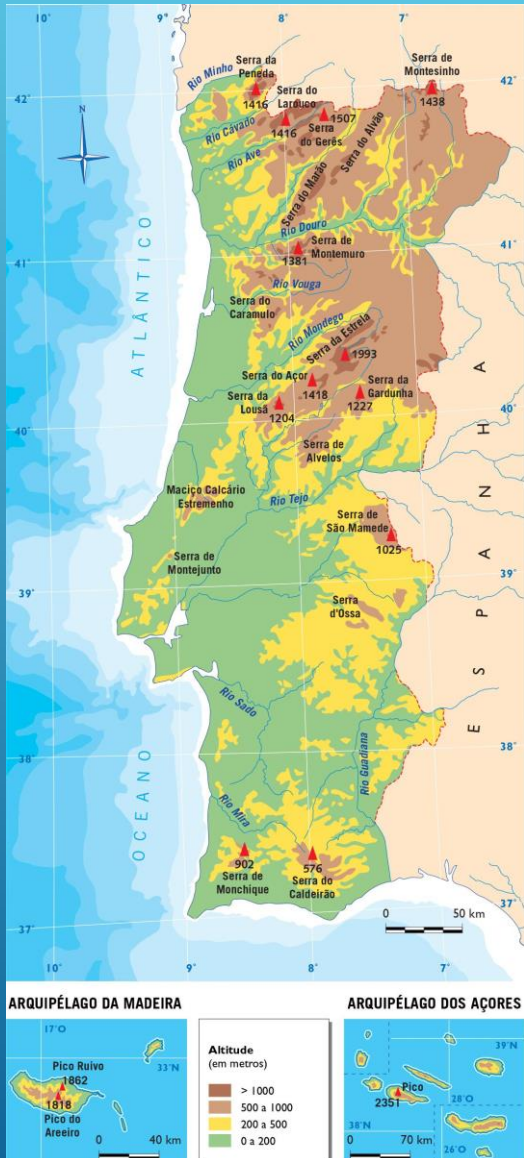 10°
9°
8°
7°
Rio Minho
Serra da
Peneda
1416
Serra do
Larouco
1416
1507
Serra
do Gerês
Serra de
Montesinho
1438
42°
42°
N
Rio Cávado
Rio Ave
Serra do Marão
Serra do Alvão
Rio Douro
41°
41°
Serra de
Montemuro
1381
Rio Vouga
Serra do
Caramulo
Rio Mondego
Serra da Estrela
1993
Serra do Açor
1418
Serra da
Gardunha
1227
Serra da
Lousã
1204
40°
40°
Serra de
Alvelos
ATLÂNTICO
ESPANHA
Maciço Calcário
Estremenho
Rio Tejo
Serra de
São Mamede
1025
Serra de
Montejunto
39°
39°
Serra
d'Ossa
Rio Sado
Rio Guadiana
38°
38°
OCEANO
Rio Mira
902
Serra de
Monchique
576
Serra do
Caldeirão
37°
37°
0 50 km
10°
9°
8°
7°
ARQUIPÉLAGO DA MADEIRA
17°O
33°N
Pico Ruivo
1862
1818
Pico do
Areeiro
0 40 km
Altitude
(em metros)
> 1000
500 a 1000
200 a 500
0 a 200
ARQUIPÉLAGO DOS AÇORES
39°N
Pico
2351
28°O
38°N
0 70 km
26°O